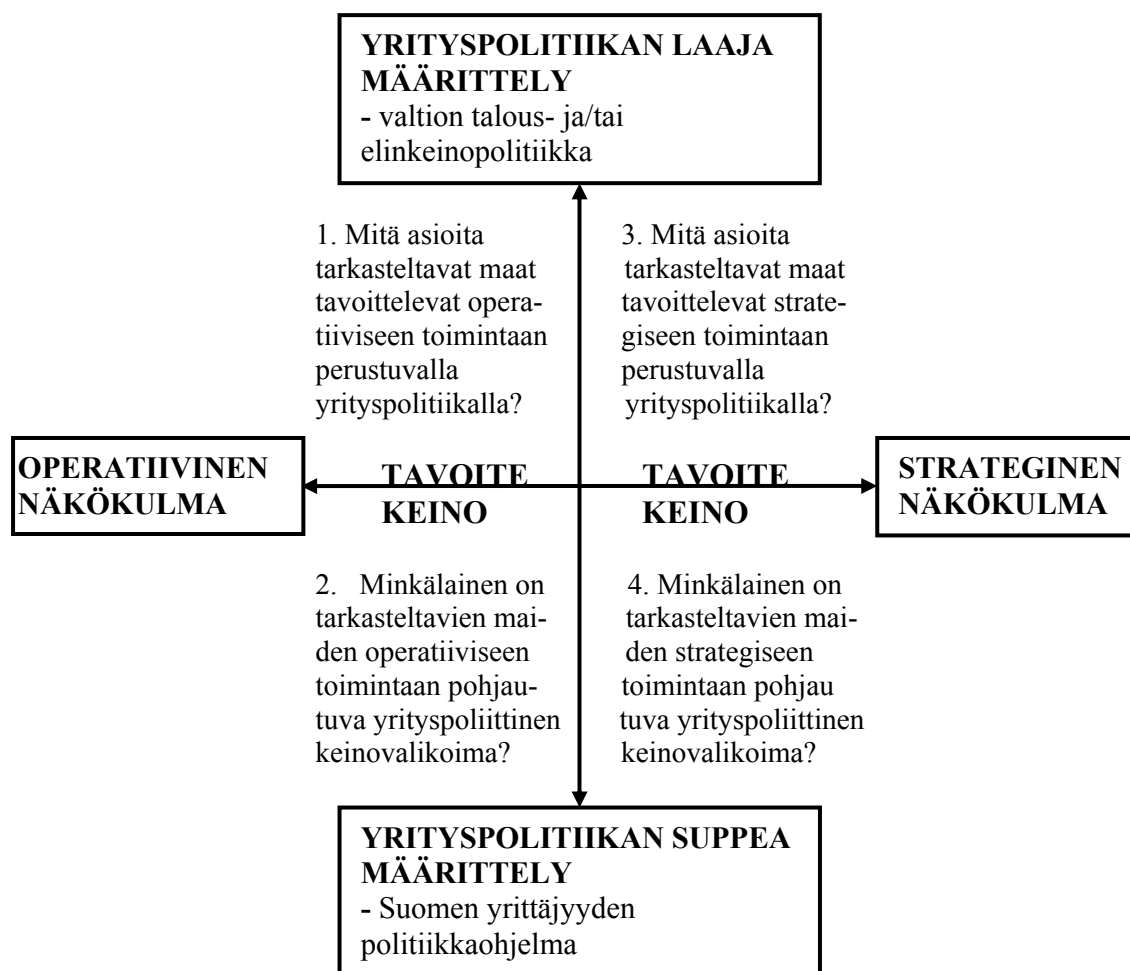 YRITYSPOLITIIKAN LAAJA
MÄÄRITTELY
- valtion talous- ja/tai
elinkeinopolitiikka
1. Mitä asioita
tarkasteltavat maat
tavoittelevat opera-
tiiviseen toimintaan
perustuvalla
yrityspolitiikalla?
3. Mitä asioita
tarkasteltavat maat
tavoittelevat strate-
giseen toimintaan
perustuvalla
yrityspolitiikalla?
OPERATIIVINEN
NÄKÖKULMA
TAVOITE
KEINO
TAVOITE
KEINO
STRATEGINEN
NÄKÖKULMA
2. Minkälainen on
tarkasteltavien mai-
den operatiiviseen
toimintaan pohjau-
tuva yrityspoliittinen
keinovalikoima?
4. Minkälainen on
tarkasteltavien mai-
den strategiseen
toimintaan pohjau
tuva yrityspoliittinen
keinovalikoima?
YRITYSPOLITIIKAN SUPPEA
MÄÄRITTELY
- Suomen yrittäjyyden
politiikkaohjelma